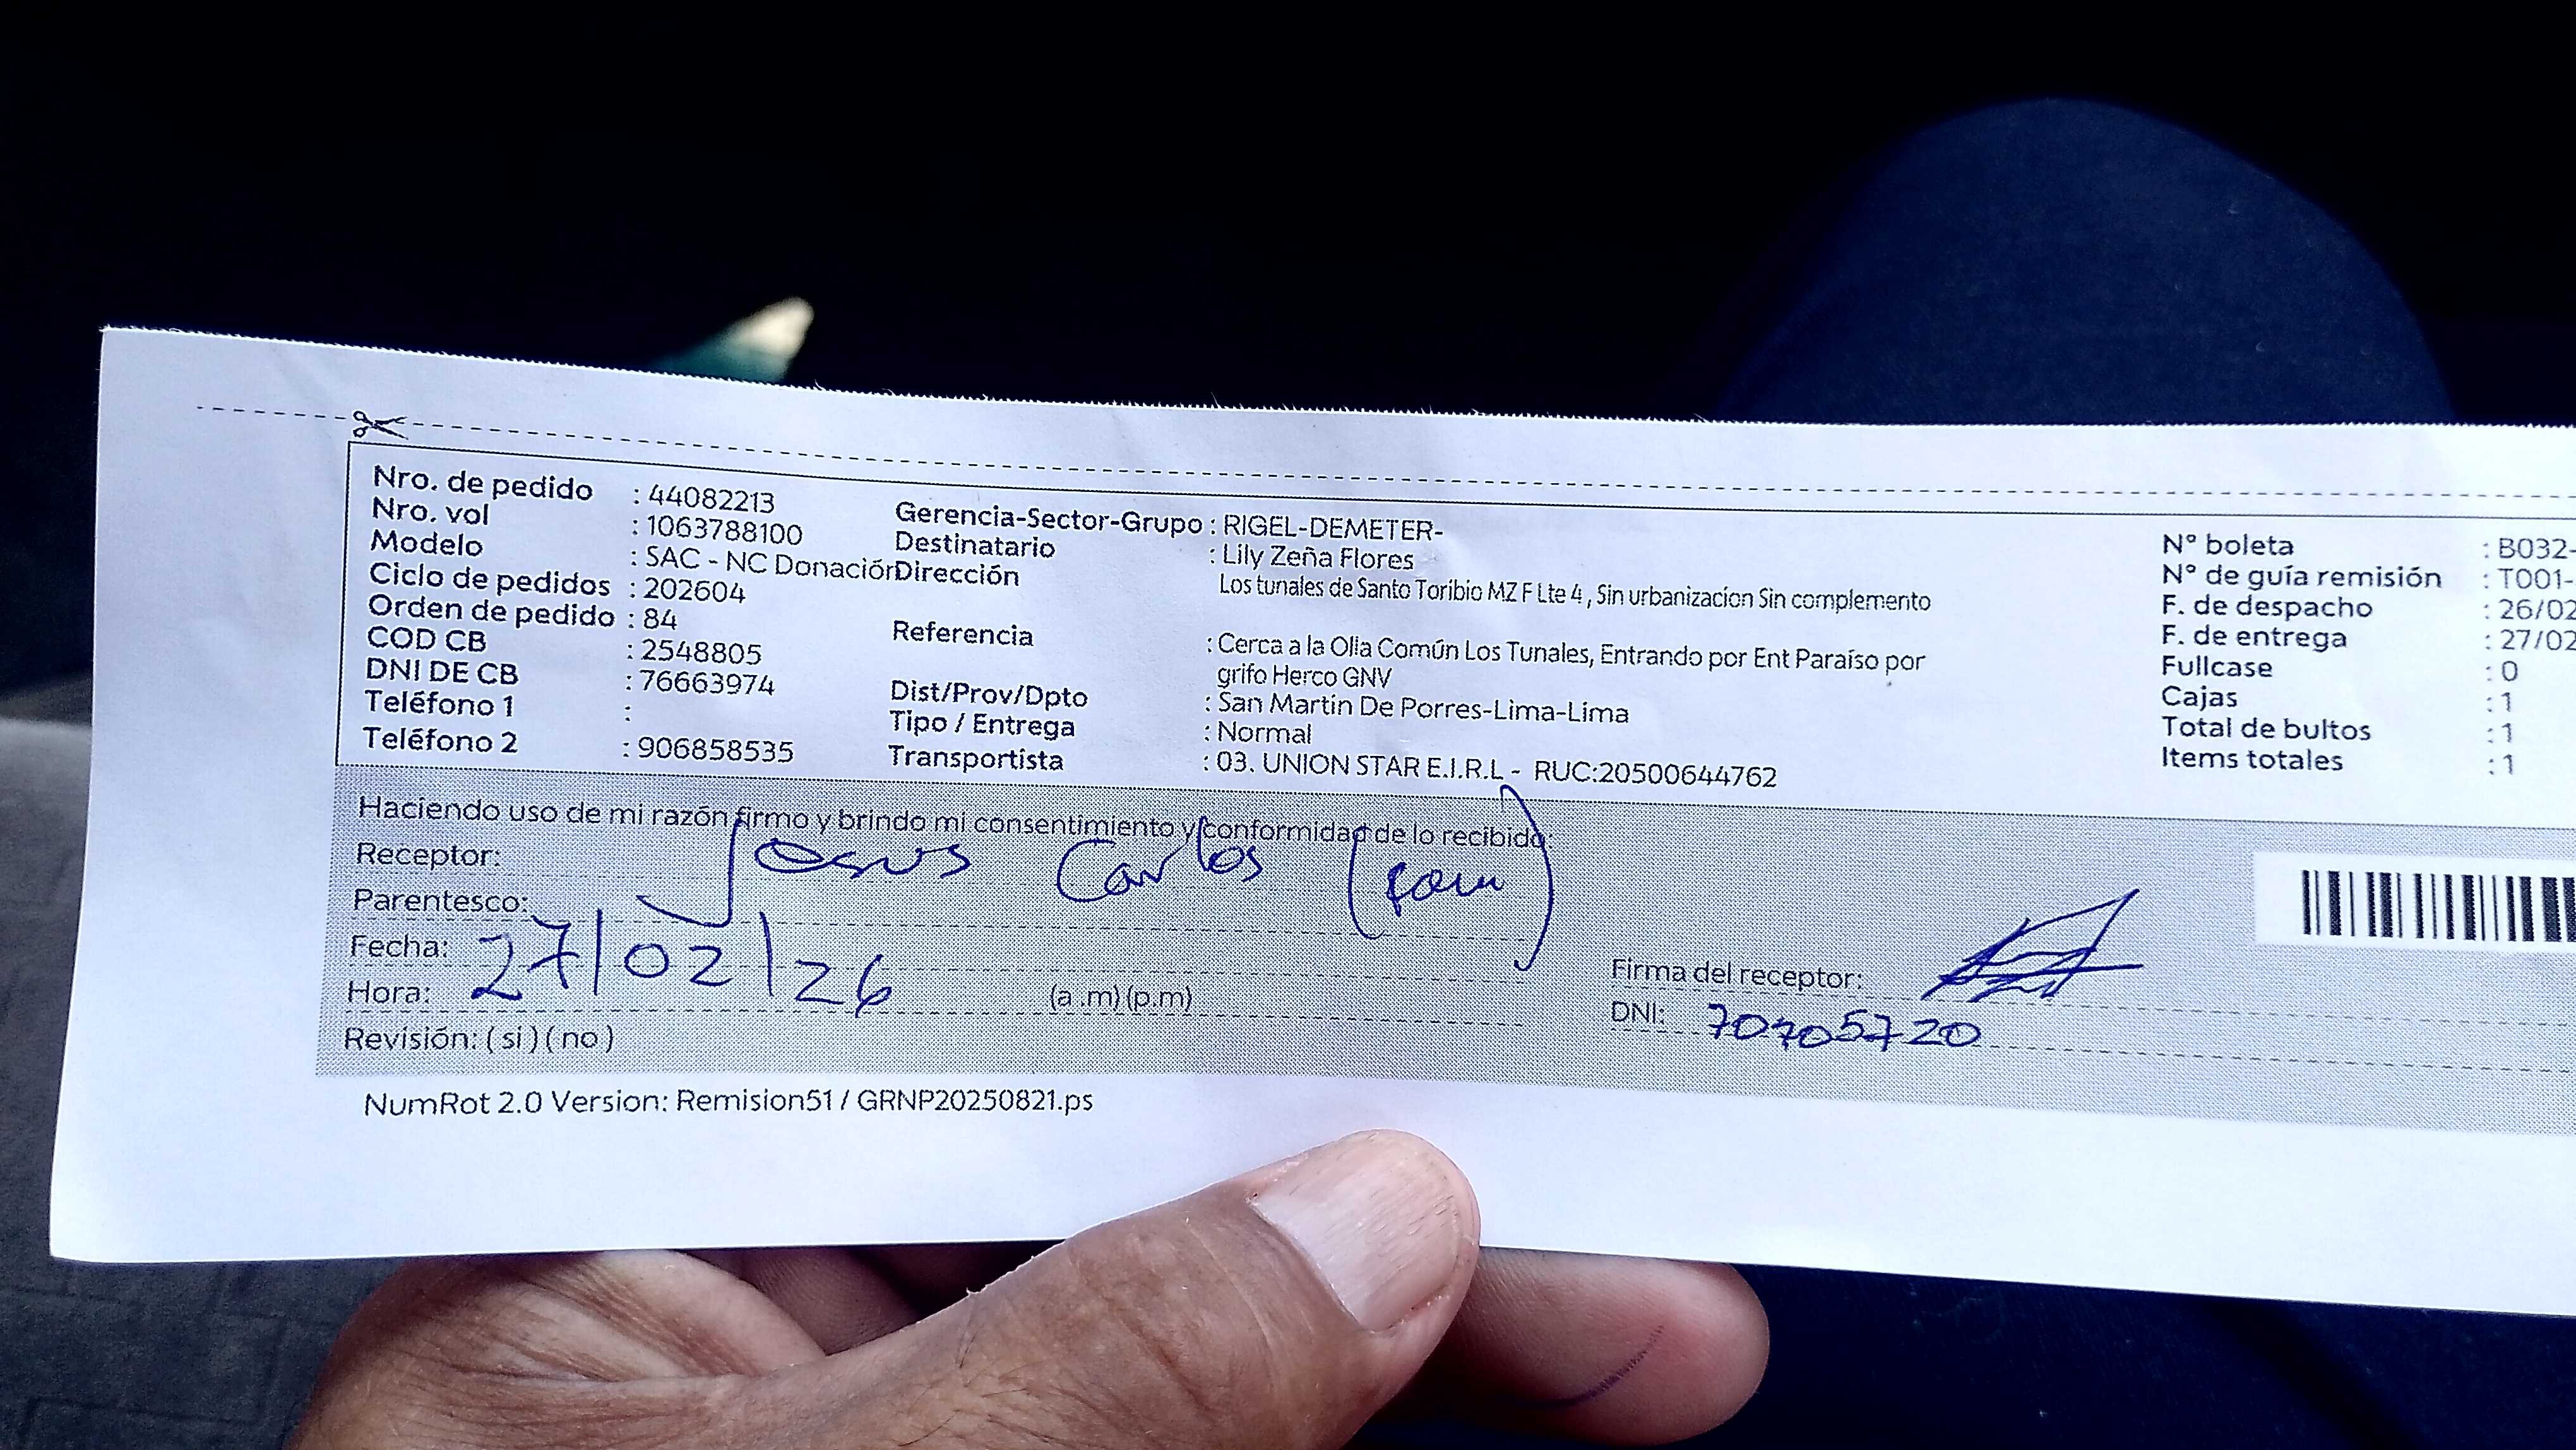 Nro. de pedido : 44082213
Nro. vol : 1063788100
Modelo : SAC - NC Donación
Ciclo de pedidos : 202604
Orden de pedido : 84
COD CB : 2548805
DNI DE CB : 76663974
Teléfono 1 :
Teléfono 2 : 906858535
Gerencia-Sector-Grupo : RIGEL-DEMETER-
Destinatario : Lily Zeña Flores
Dirección Los tunales de Santo Toribio MZ F Lte 4 , Sin urbanizacion Sin complemento
Referencia : Cerca a la Olla Común Los Tunales, Entrando por Ent Paraíso por
grifo Herco GNV
Dist/Prov/Dpto : San Martin De Porres-Lima-Lima
Tipo / Entrega : Normal
Transportista : 03. UNION STAR E.I.R.L - RUC:20500644762
N° boleta : B032-
N° de guía remisión : T001-
F. de despacho : 26/02
F. de entrega : 27/02
Fullcase : 0
Cajas : 1
Total de bultos : 1
Items totales : 1
Haciendo uso de mi razón firmo y brindo mi consentimiento y conformidad de lo recibido:
Receptor: Jesus Carlos
Parentesco:
Fecha: 27/02/26
Hora: (a .m) (p.m)
Revisión: ( si ) ( no )
Firma del receptor:
DNI: 70705720
NumRot 2.0 Version: Remision51 / GRNP20250821.ps